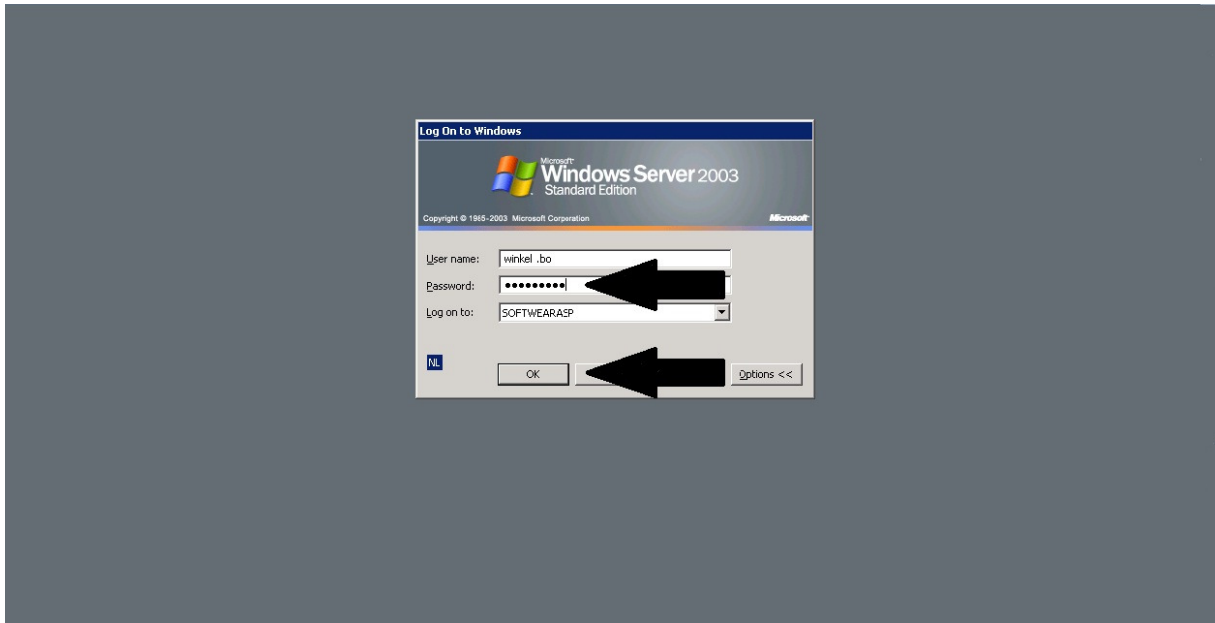 Log On to Windows
Microsoft
Windows Server 2003
Standard Edition
Copyright © 1985-2003 Microsoft Corporation
Microsoft
User name: winkel .bo
Password: •••••••••
Log on to: SOFTWEARASP
NL
OK
Options <<